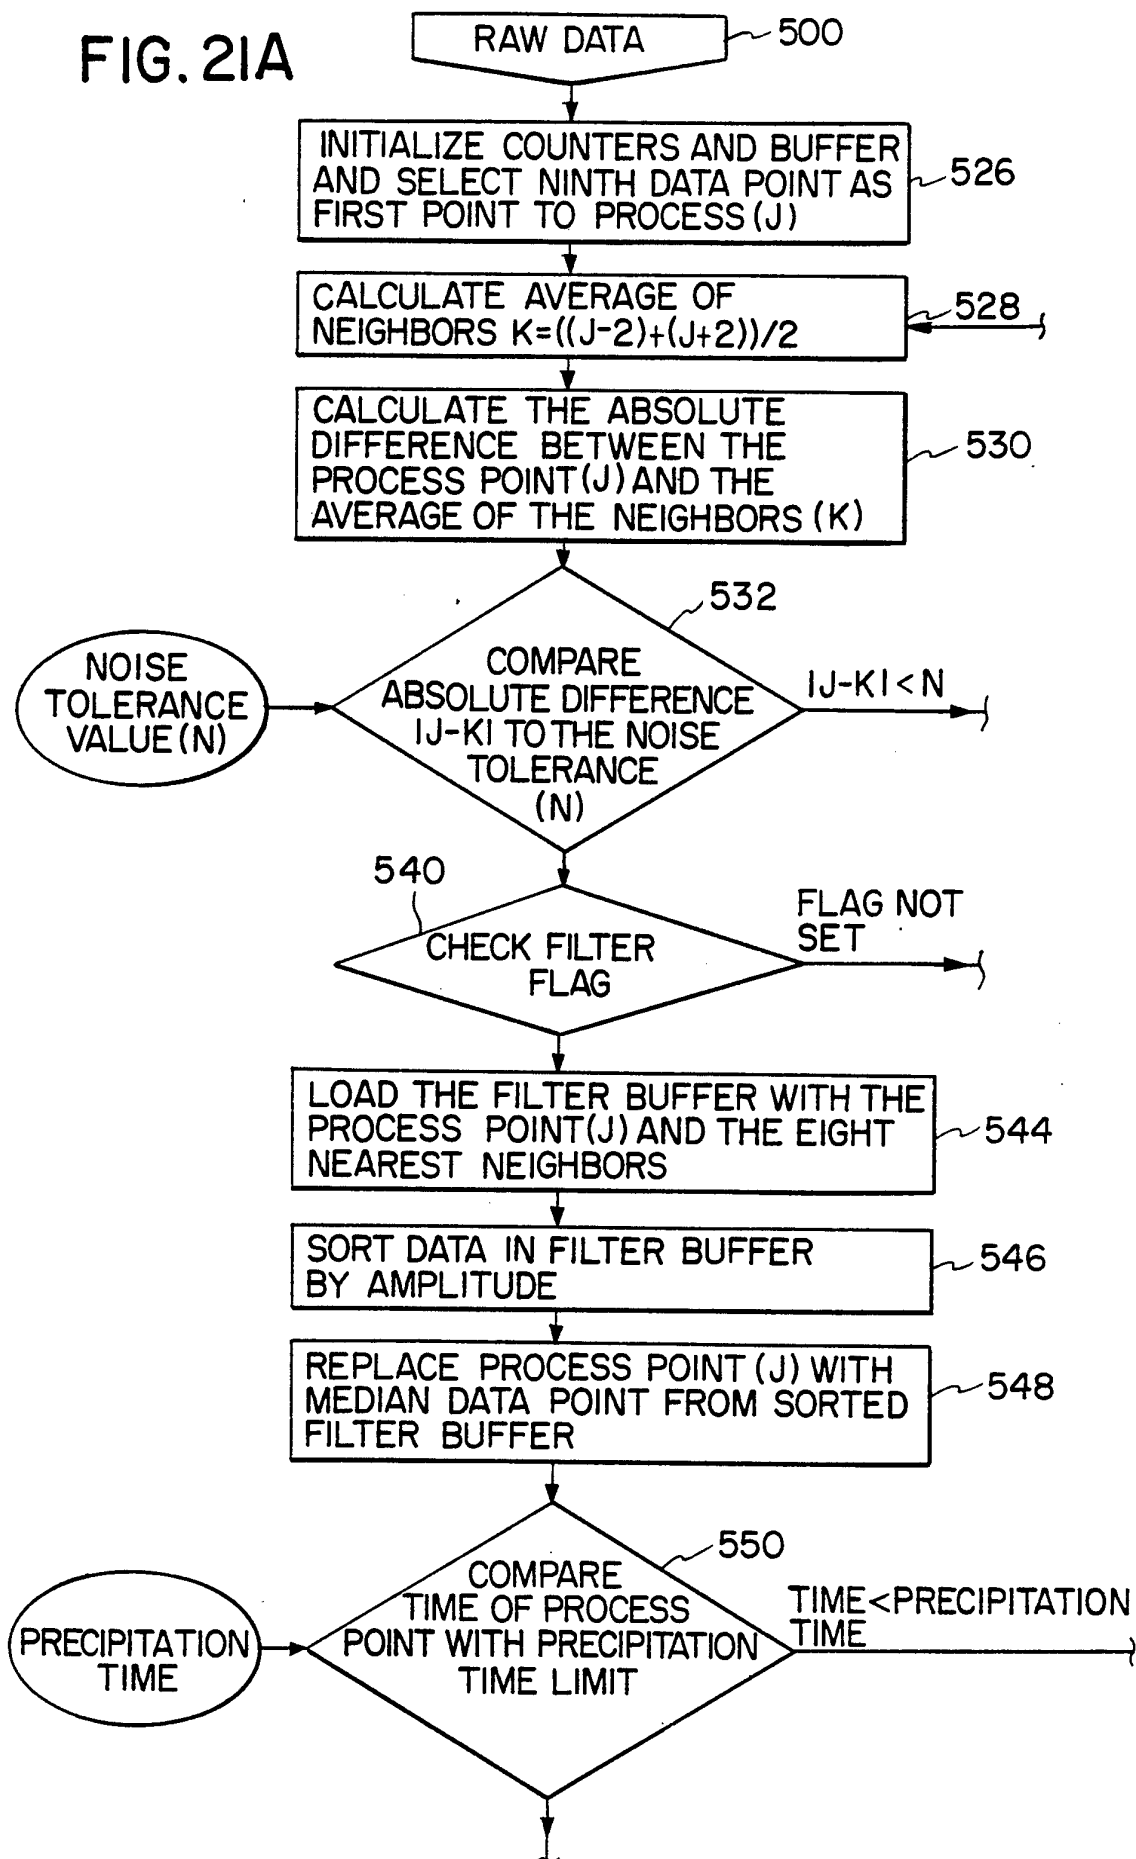 FIG. 21A
RAW DATA
500
INITIALIZE COUNTERS AND BUFFER
AND SELECT NINTH DATA POINT AS
FIRST POINT TO PROCESS (J)
526
CALCULATE AVERAGE OF
NEIGHBORS K=((J-2)+(J+2))/2
528
CALCULATE THE ABSOLUTE
DIFFERENCE BETWEEN THE
PROCESS POINT (J) AND THE
AVERAGE OF THE NEIGHBORS (K)
530
532
NOISE
TOLERANCE
VALUE (N)
COMPARE
ABSOLUTE DIFFERENCE
|J-K| TO THE NOISE
TOLERANCE
(N)
|J-K|<N
540
CHECK FILTER
FLAG
FLAG NOT
SET
LOAD THE FILTER BUFFER WITH THE
PROCESS POINT (J) AND THE EIGHT
NEAREST NEIGHBORS
544
SORT DATA IN FILTER BUFFER
BY AMPLITUDE
546
REPLACE PROCESS POINT (J) WITH
MEDIAN DATA POINT FROM SORTED
FILTER BUFFER
548
550
PRECIPITATION
TIME
COMPARE
TIME OF PROCESS
POINT WITH PRECIPITATION
TIME LIMIT
TIME<PRECIPITATION
TIME